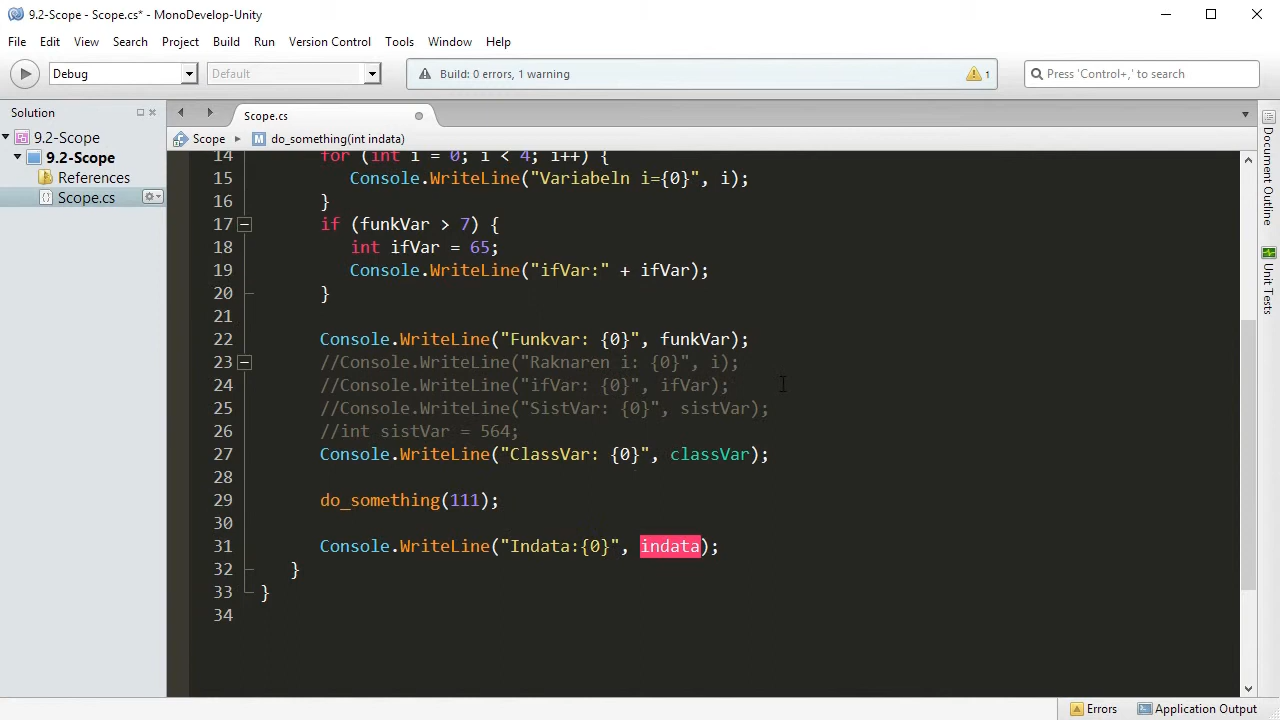 9.2-Scope - Scope.cs* - MonoDevelop-Unity
File Edit View Search Project Build Run Version Control Tools Window Help
Debug Default Build: 0 errors, 1 warning 1 Press 'Control+,' to search
Solution Scope.cs
9.2-Scope Scope do_something(int indata)
9.2-Scope
References
Scope.cs
14 for (int i = 0; i < 4; i++) {
15 Console.WriteLine("Variabeln i={0}", i);
16 }
17 if (funkVar > 7) {
18 int ifVar = 65;
19 Console.WriteLine("ifVar:" + ifVar);
20 }
21
22 Console.WriteLine("Funkvar: {0}", funkVar);
23 //Console.WriteLine("Raknaren i: {0}", i);
24 //Console.WriteLine("ifVar: {0}", ifVar);
25 //Console.WriteLine("SistVar: {0}", sistVar);
26 //int sistVar = 564;
27 Console.WriteLine("ClassVar: {0}", classVar);
28
29 do_something(111);
30
31 Console.WriteLine("Indata:{0}", indata);
32 }
33 }
34
Document Outline
Unit Tests
Errors Application Output